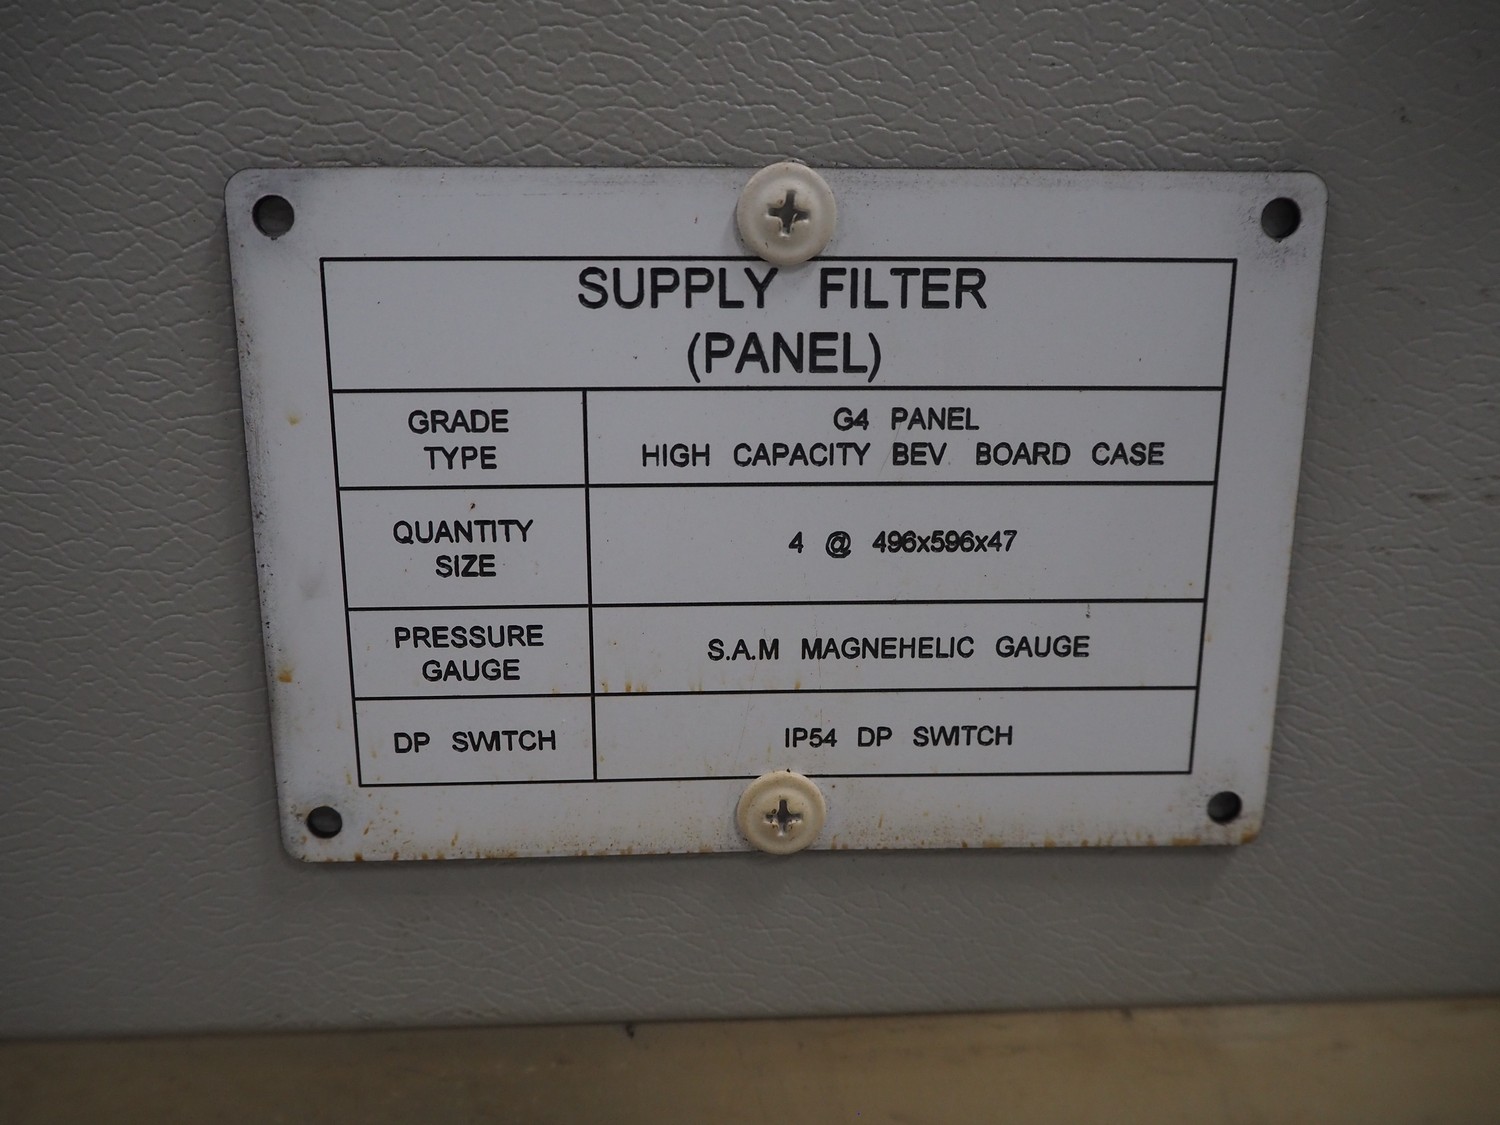 SUPPLY FILTER
(PANEL)
GRADE
TYPE
G4 PANEL
HIGH CAPACITY BEV BOARD CASE
QUANTITY
SIZE
4 @ 496x596x47
PRESSURE
GAUGE
S.A.M MAGNEHELIC GAUGE
DP SWITCH
IP54 DP SWITCH